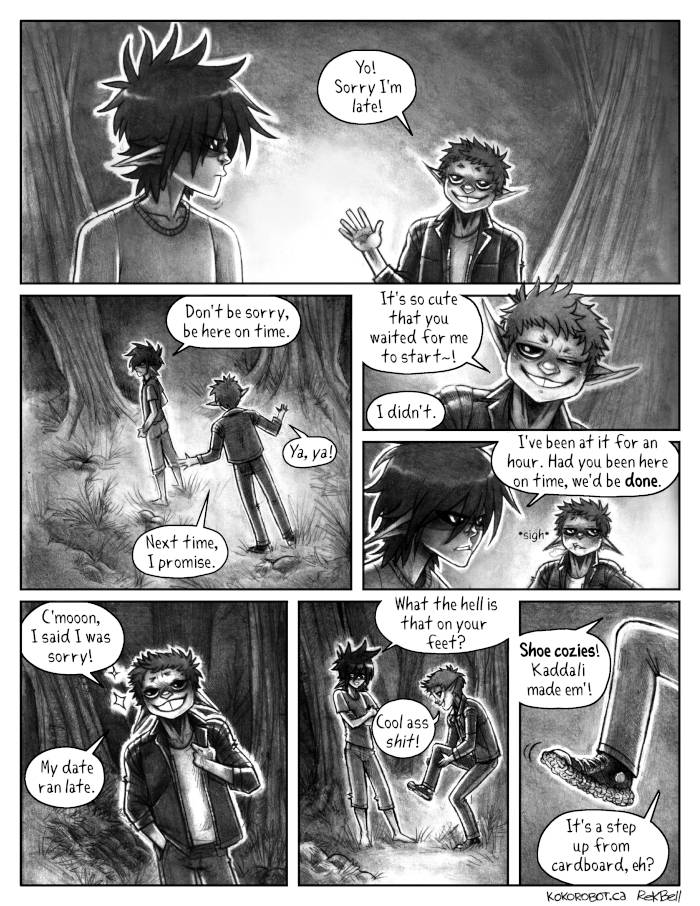 Yo!
Sorry I'm
late!
Don't be sorry,
be here on time.
Ya, ya!
Next time,
I promise.
It's so cute
that you
waited for me
to start~!
I didn't.
I've been at it for an
hour. Had you been here
on time, we'd be done.
*sigh*
C'mooon,
I said I was
sorry!
My date
ran late.
What the hell is
that on your
feet?
Cool ass
shit!
Shoe cozies!
Kaddali
made em'!
It's a step
up from
cardboard, eh?
KOKOROBOT.ca RekBell